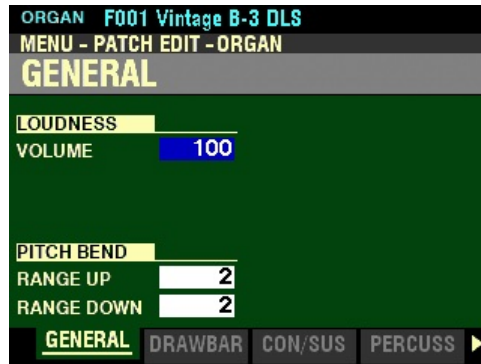 ORGAN F001 Vintage B-3 DLS
MENU - PATCH EDIT - ORGAN
GENERAL
LOUDNESS
VOLUME 100
PITCH BEND
RANGE UP 2
RANGE DOWN 2
GENERAL DRAWBAR CON/SUS PERCUSS